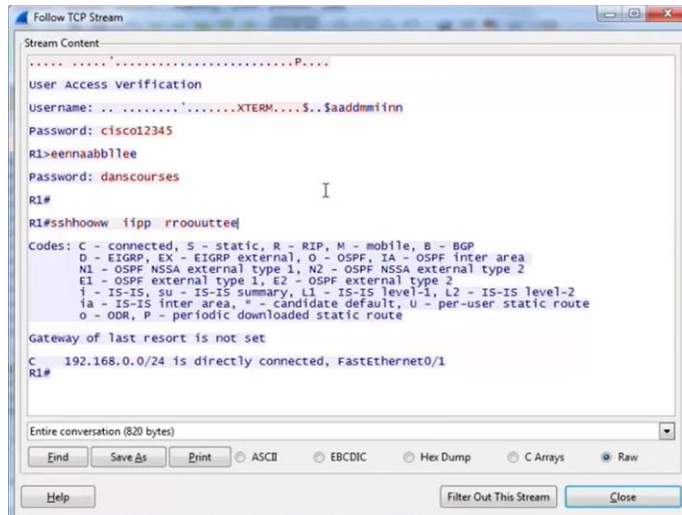 Follow TCP Stream
Stream Content
..... .....'.........................P....
User Access Verification
Username: .. ........'.......XTERM....$..$aaddmmiinn
Password: cisco12345
R1>eennaabbllee
Password: danscourses
R1#
R1#sshhooww  iipp  rroouuttee
Codes: C - connected, S - static, R - RIP, M - mobile, B - BGP
D - EIGRP, EX - EIGRP external, O - OSPF, IA - OSPF inter area
N1 - OSPF NSSA external type 1, N2 - OSPF NSSA external type 2
E1 - OSPF external type 1, E2 - OSPF external type 2
i - IS-IS, su - IS-IS summary, L1 - IS-IS level-1, L2 - IS-IS level-2
ia - IS-IS inter area, * - candidate default, U - per-user static route
o - ODR, P - periodic downloaded static route
Gateway of last resort is not set
C    192.168.0.0/24 is directly connected, FastEthernet0/1
R1#
Entire conversation (820 bytes)
Find Save As Print ASCII EBCDIC Hex Dump C Arrays Raw
Help Filter Out This Stream Close